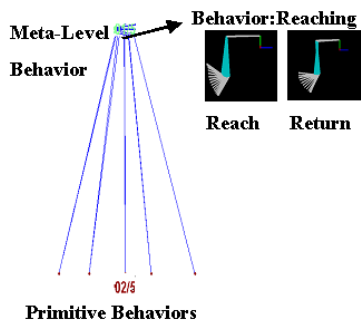 Meta-Level
Behavior
Behavior:Reaching
Reach Return
02/5
Primitive Behaviors